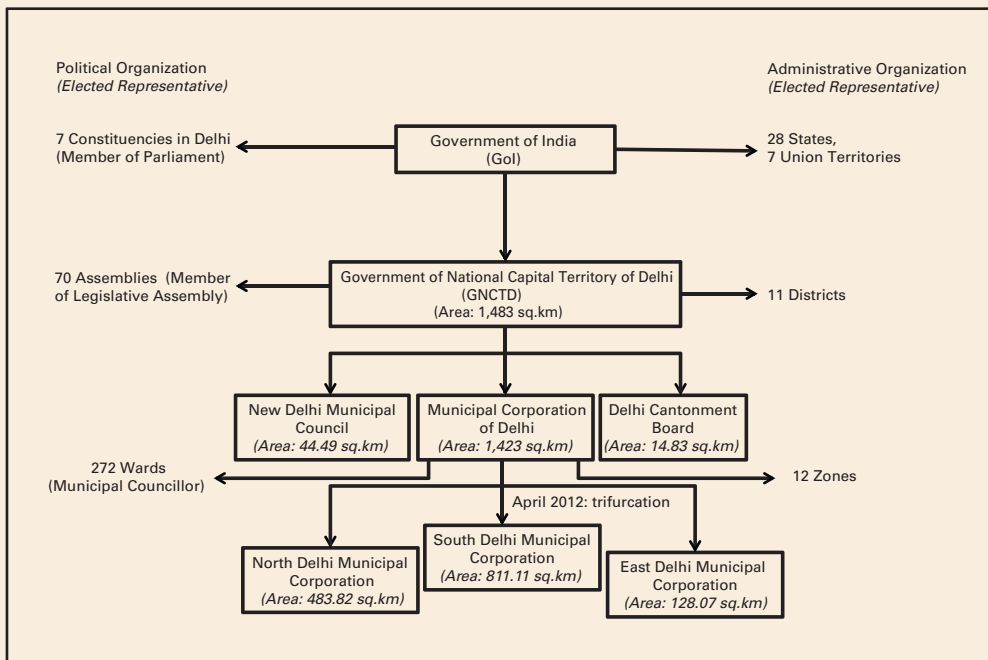 Political Organization
(Elected Representative)
Administrative Organization
(Elected Representative)
7 Constituencies in Delhi
(Member of Parliament)
Government of India
(GoI)
28 States,
7 Union Territories
70 Assemblies (Member
of Legislative Assembly)
Government of National Capital Territory of Delhi
(GNCTD)
(Area: 1,483 sq.km)
11 Districts
New Delhi Municipal
Council
(Area: 44.49 sq.km)
Municipal Corporation
of Delhi
(Area: 1,423 sq.km)
Delhi Cantonment
Board
(Area: 14.83 sq.km)
272 Wards
(Municipal Councillor)
12 Zones
April 2012: trifurcation
North Delhi Municipal
Corporation
(Area: 483.82 sq.km)
South Delhi Municipal
Corporation
(Area: 811.11 sq.km)
East Delhi Municipal
Corporation
(Area: 128.07 sq.km)